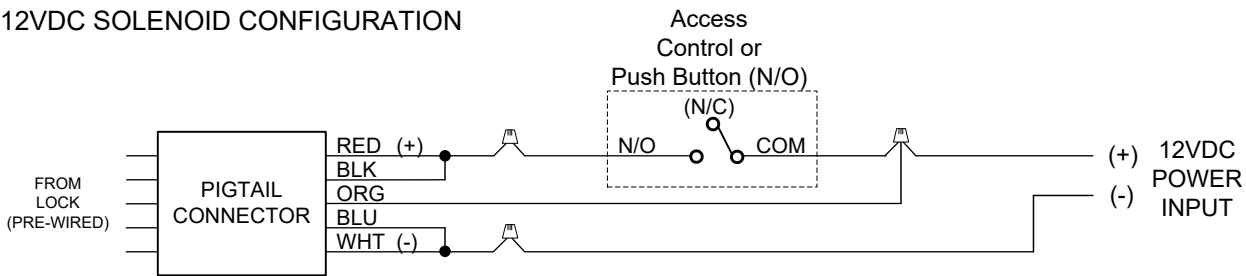 12VDC SOLENOID CONFIGURATION
Access
Control or
Push Button (N/O)
(N/C)
N/O
COM
RED (+)
BLK
ORG
BLU
WHT (-)
FROM
LOCK
(PRE-WIRED)
PIGTAIL
CONNECTOR
(+)
(-)
12VDC
POWER
INPUT